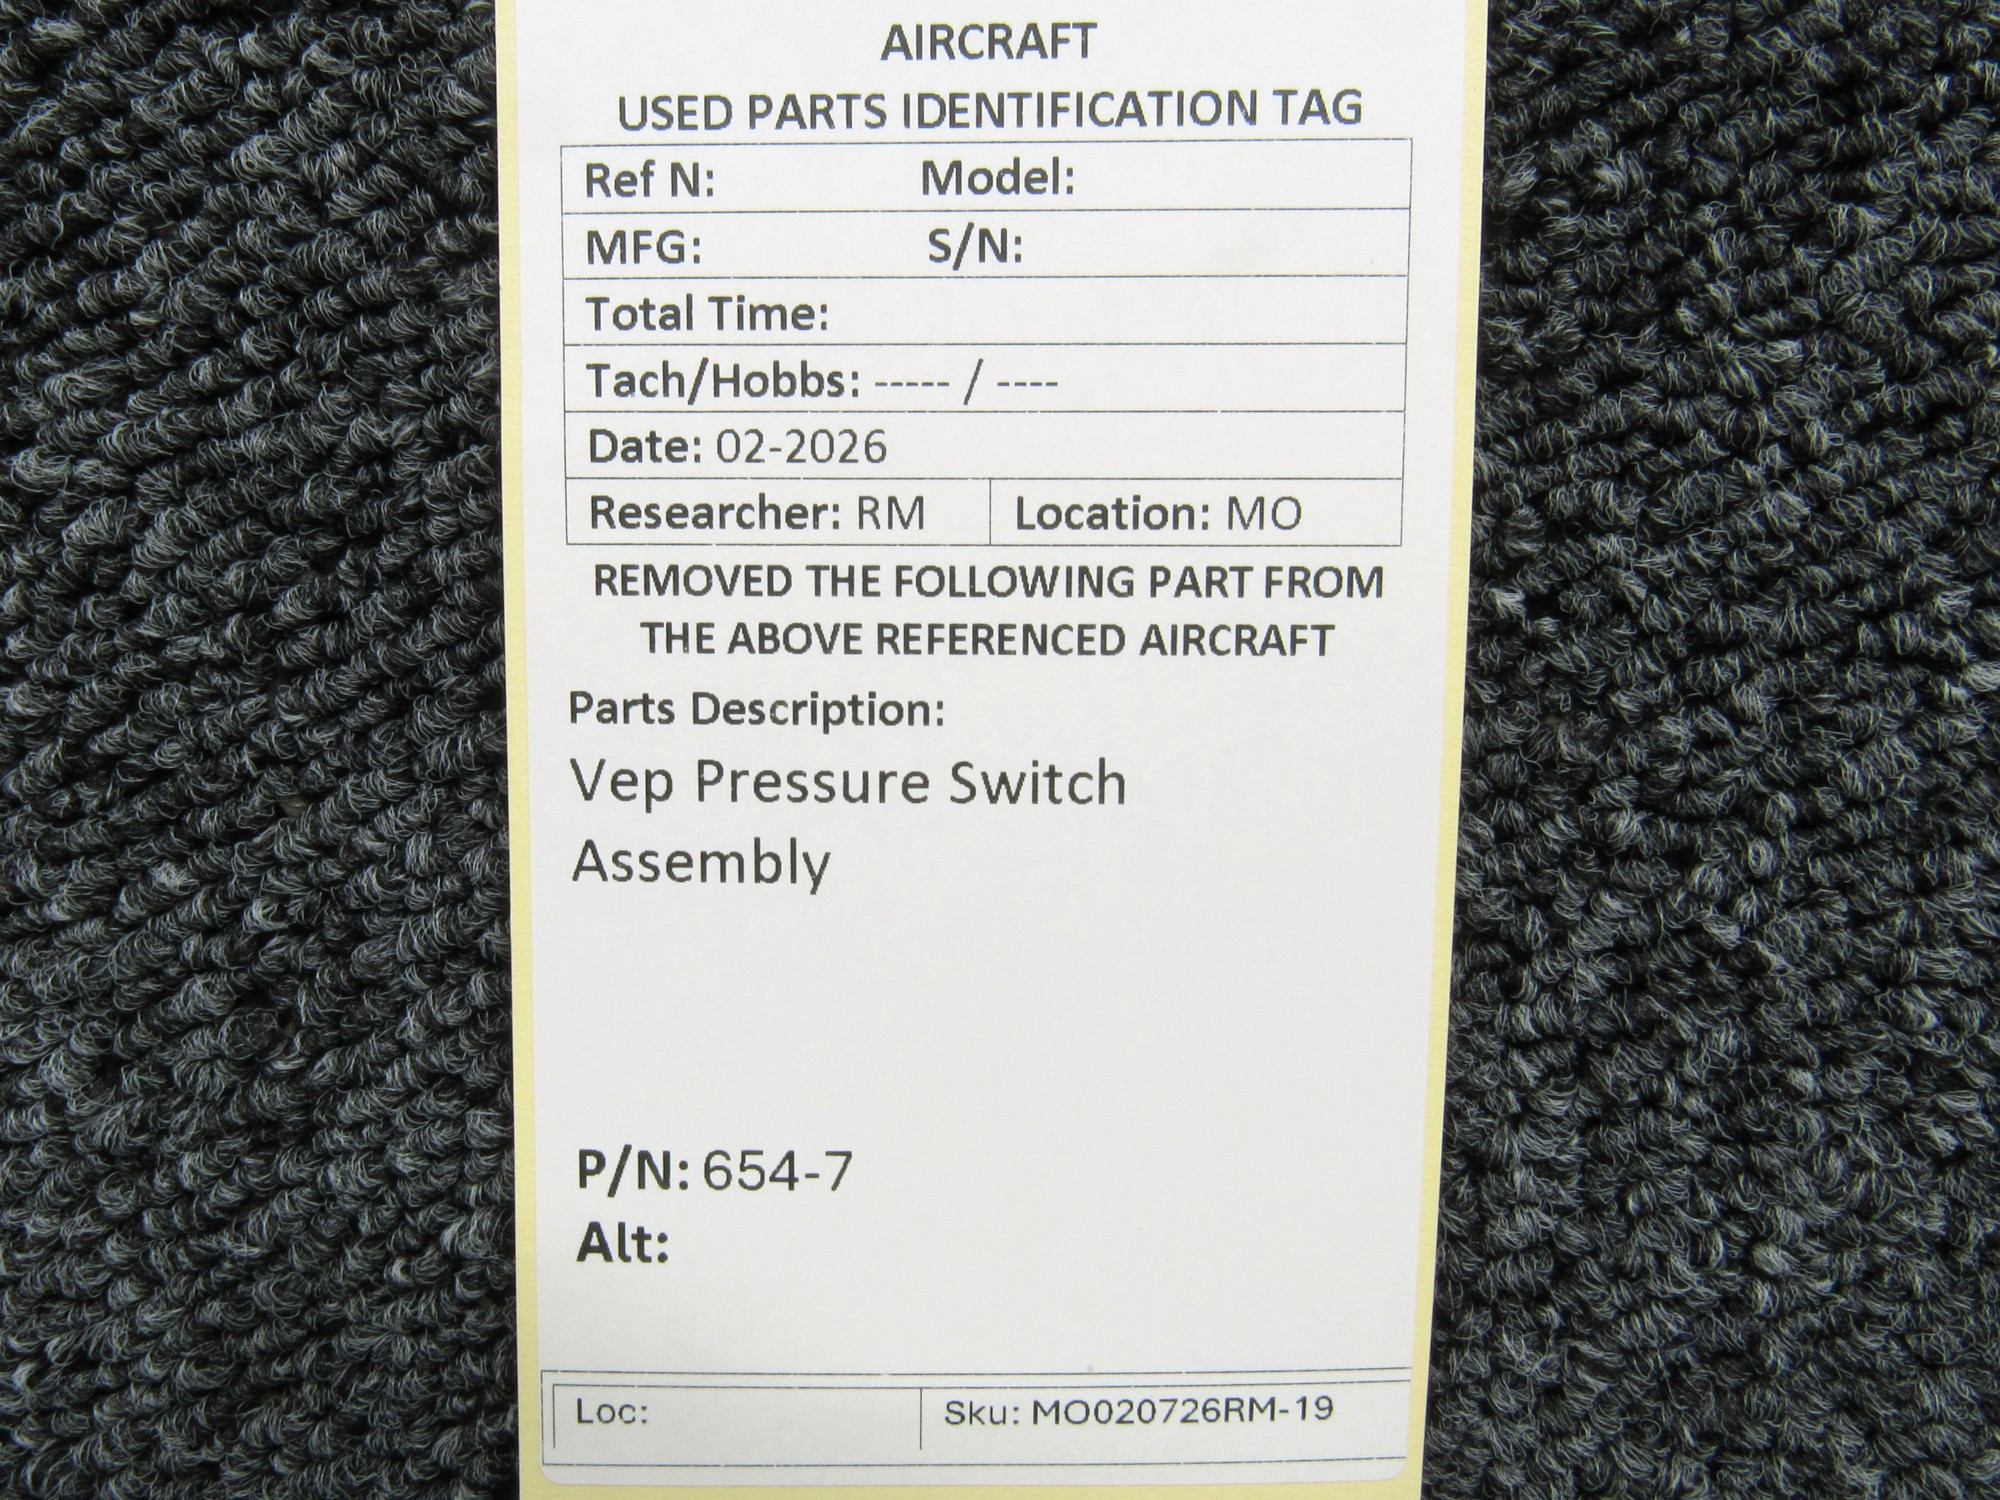 AIRCRAFT
USED PARTS IDENTIFICATION TAG
Ref N: Model:
MFG: S/N:
Total Time:
Tach/Hobbs: ----- / ----
Date: 02-2026
Researcher: RM Location: MO
REMOVED THE FOLLOWING PART FROM
THE ABOVE REFERENCED AIRCRAFT
Parts Description:
Vep Pressure Switch
Assembly
P/N: 654-7
Alt:
Loc: Sku: MO020726RM-19